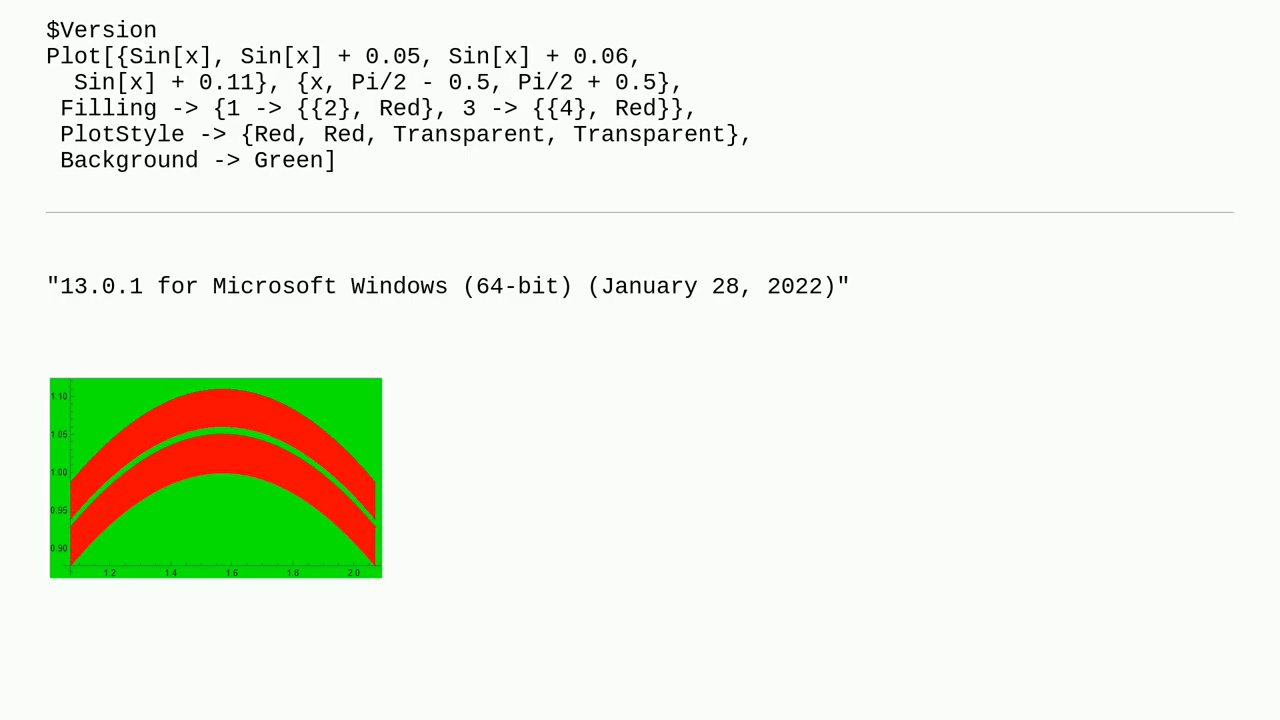 $Version
Plot[{Sin[x], Sin[x] + 0.05, Sin[x] + 0.06,
  Sin[x] + 0.11}, {x, Pi/2 - 0.5, Pi/2 + 0.5},
 Filling -> {1 -> {{2}, Red}, 3 -> {{4}, Red}},
 PlotStyle -> {Red, Red, Transparent, Transparent},
 Background -> Green]
"13.0.1 for Microsoft Windows (64-bit) (January 28, 2022)"
1.10
1.05
1.00
0.95
0.90
1.2 1.4 1.6 1.8 2.0